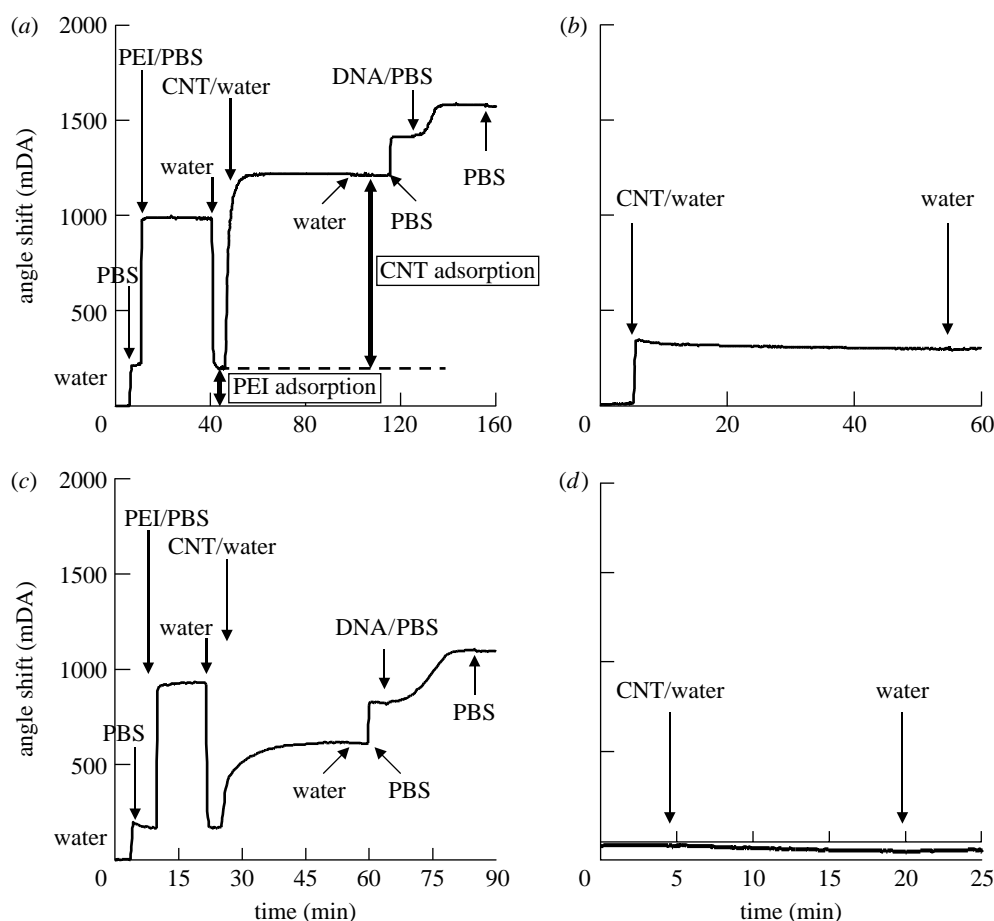 (a)
2000
1500
1000
500
water
0
angle shift (mDA)
PEI/PBS
CNT/water
water
PBS
DNA/PBS
PBS
water
PBS
CNT adsorption
PEI adsorption
40
80
120
160
(b)
CNT/water
water
0
20
40
60
(c)
2000
1500
1000
500
water
0
angle shift (mDA)
PEI/PBS
CNT/water
water
PBS
DNA/PBS
PBS
water
PBS
15
30
45
60
75
90
time (min)
(d)
CNT/water
water
0
5
10
15
20
25
time (min)